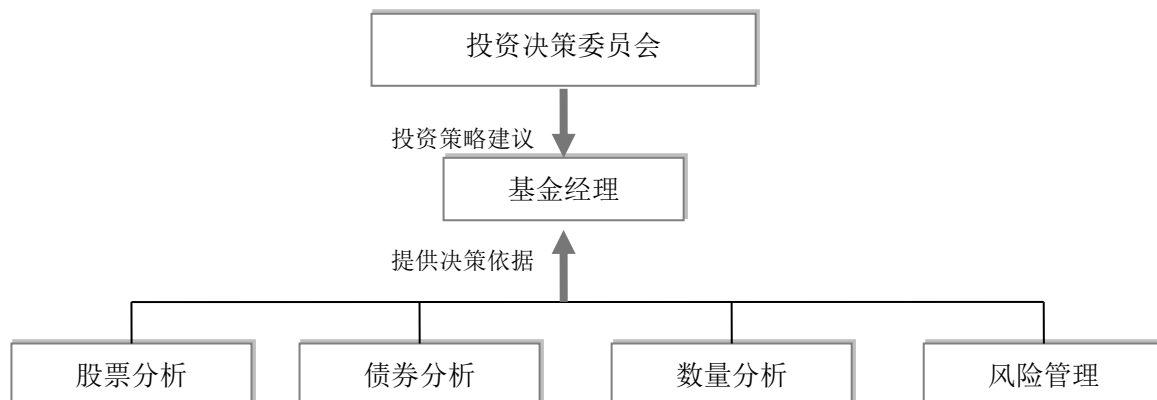 投资决策委员会
投资策略建议
基金经理
提供决策依据
股票分析
债券分析
数量分析
风险管理